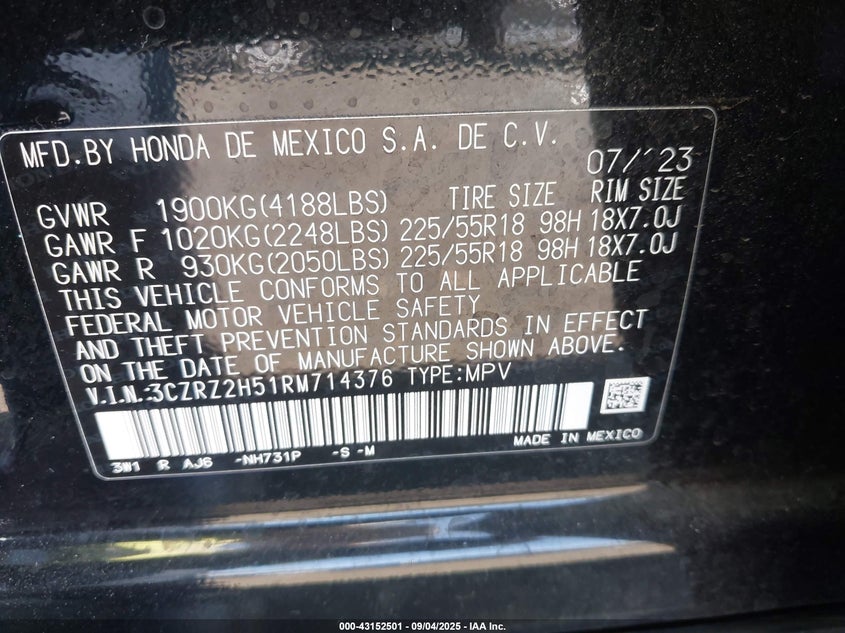 MFD.BY HONDA DE MEXICO S.A. DE C.V.
07/'23
GVWR 1900KG(4188LBS) TIRE SIZE RIM SIZE
GAWR F 1020KG(2248LBS) 225/55R18 98H 18X7.0J
GAWR R 930KG(2050LBS) 225/55R18 98H 18X7.0J
THIS VEHICLE CONFORMS TO ALL APPLICABLE
FEDERAL MOTOR VEHICLE SAFETY
AND THEFT PREVENTION STANDARDS IN EFFECT
ON THE DATE OF MANUFACTURE SHOWN ABOVE.
V.I.N.:3CZRZ2H51RM714376 TYPE:MPV
MADE IN MEXICO
3W1 R AJ6 -NH731P -S -M
000-43152501 - 09/04/2025 - IAA Inc.